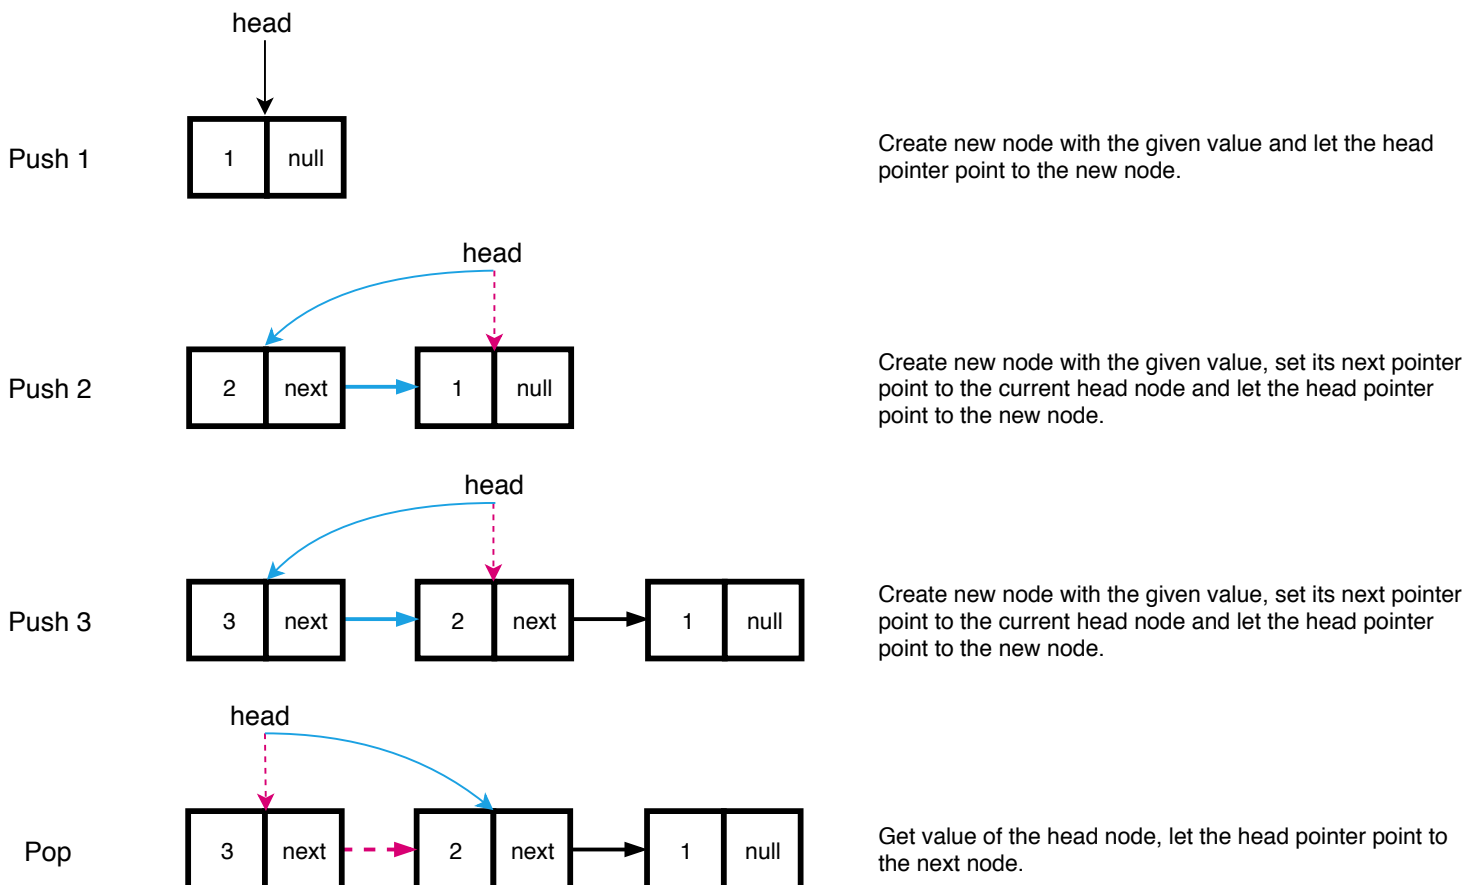 head
Push 1
1 null
Create new node with the given value and let the head
pointer point to the new node.
head
Push 2
2 next 1 null
Create new node with the given value, set its next pointer
point to the current head node and let the head pointer
point to the new node.
head
Push 3
3 next 2 next 1 null
Create new node with the given value, set its next pointer
point to the current head node and let the head pointer
point to the new node.
head
Pop
3 next 2 next 1 null
Get value of the head node, let the head pointer point to
the next node.